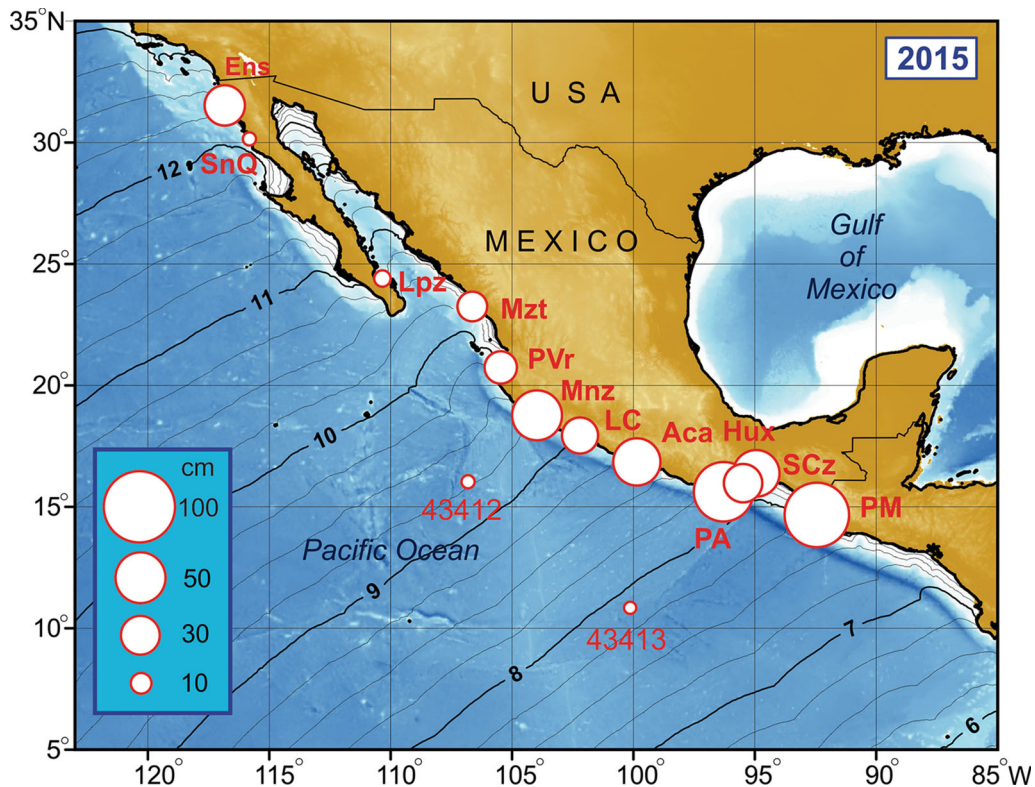 35°N
30°
25°
20°
15°
10°
5°
120°
115°
110°
105°
100°
95°
90°
85°W
2015
USA
MEXICO
Gulf
of
Mexico
Pacific Ocean
Ens
SnQ
Lpz
Mzt
PVr
Mnz
LC
Aca
Hux
SCz
PA
PM
43412
43413
12
11
10
9
8
7
6
cm
100
50
30
10